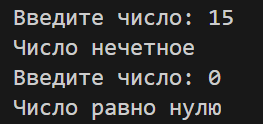 Введите число: 15
Число нечетное
Введите число: 0
Число равно нулю